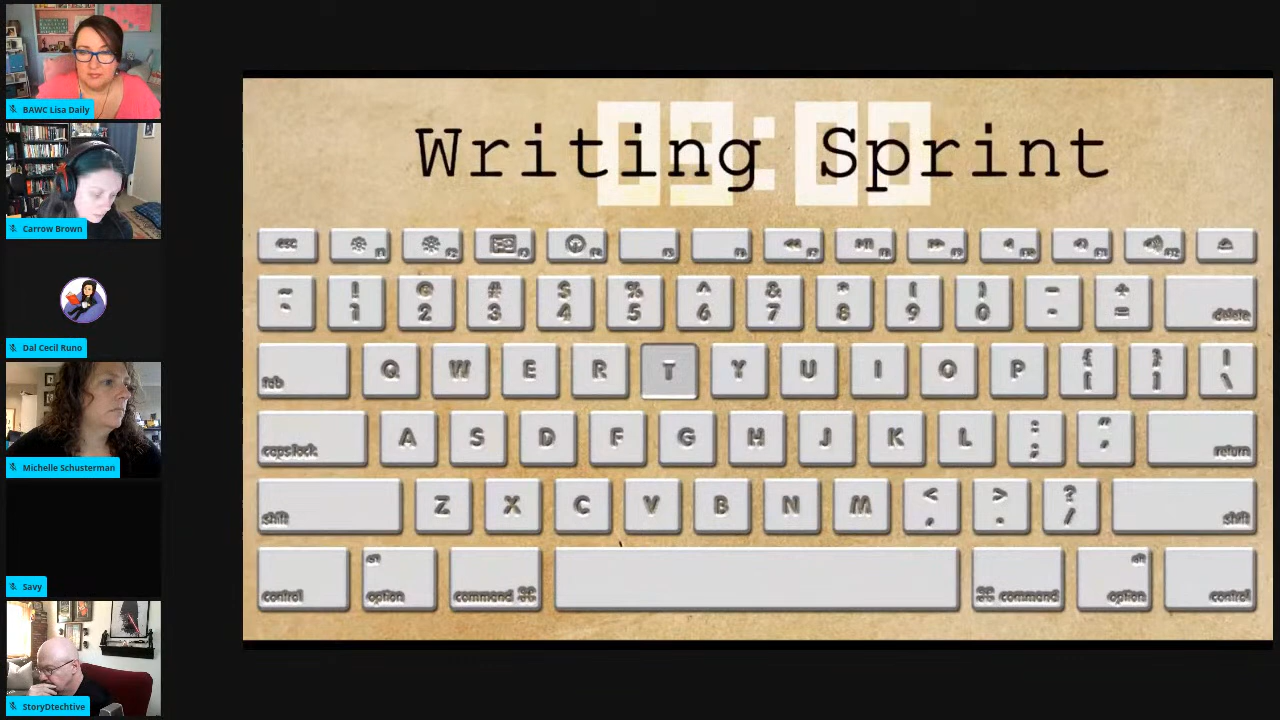 BAWC Lisa Daily
Carrow Brown
Dal Cecil Runo
Michelle Schusterman
Savy
StoryDtechtive
Writing Sprint
esc
~ ! @ # $ % ^ & * ( ) - +
` 1 2 3 4 5 6 7 8 9 0 - = delete
tab Q W E R T Y U I O P { [ } ] | \
caps lock A S D F G H J K L : ; " ' return
shift Z X C V B N M < , > . ? / shift
control alt option command ⌘ ⌘ command alt option control